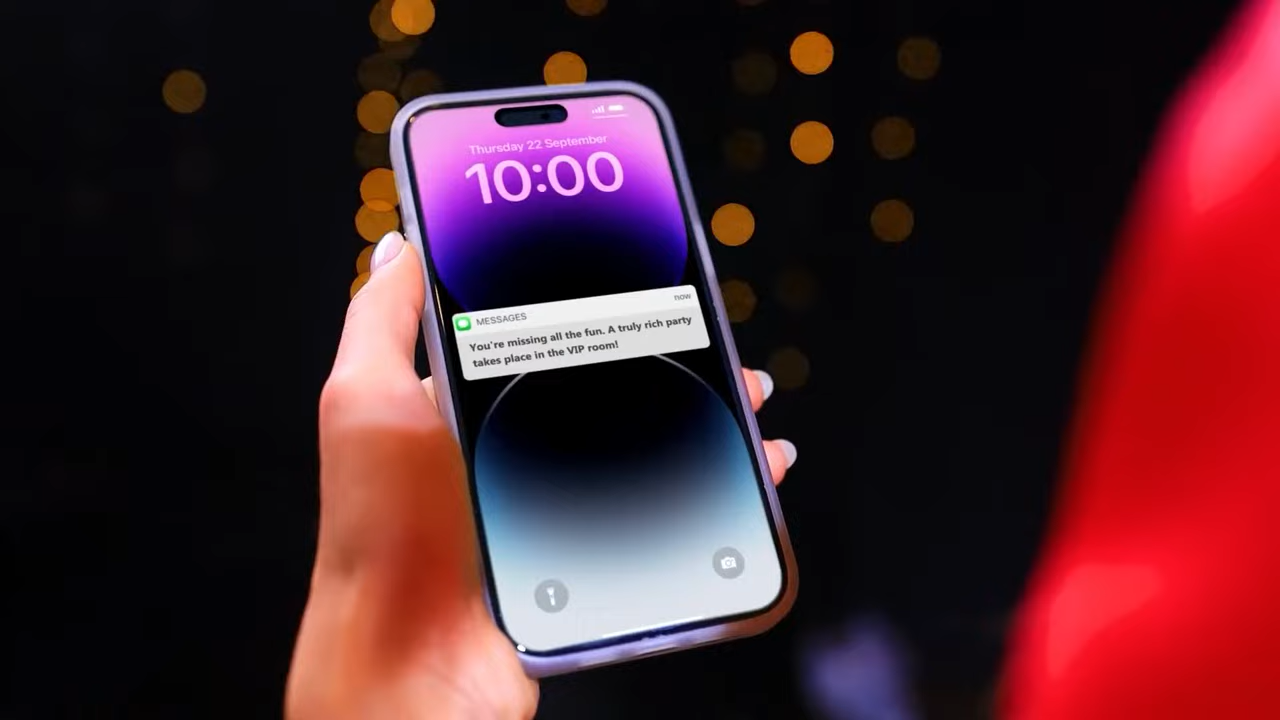 Thursday 22 September
10:00
MESSAGES now
You're missing all the fun. A truly rich party
takes place in the VIP room!